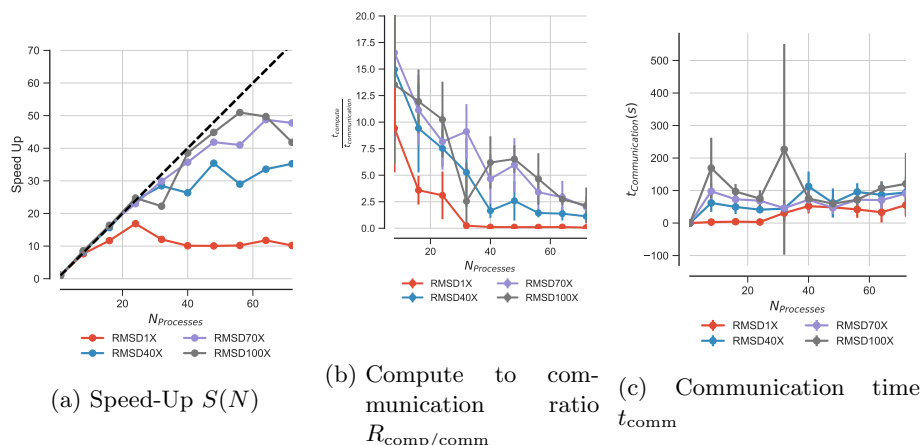 70
60
50
40
30
20
10
0
Speed Up
0 20 40 60
N_Processes
RMSD1X RMSD70X
RMSD40X RMSD100X
(a) Speed-Up S(N)
20.0
17.5
15.0
12.5
10.0
7.5
5.0
2.5
0.0
t_compute / t_communication
20 40 60
N_Processes
RMSD1X RMSD70X
RMSD40X RMSD100X
(b) Compute to com-
munication ratio
R_comp/comm
500
400
300
200
100
0
−100
t_Communication(s)
0 20 40 60
N_Processes
RMSD1X RMSD70X
RMSD40X RMSD100X
(c) Communication time
t_comm